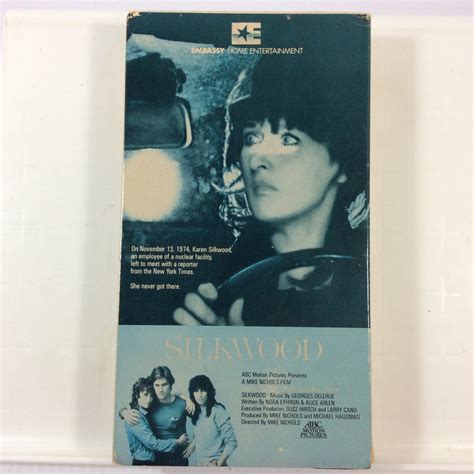 EMBASSY HOME ENTERTAINMENT
On November 13, 1974, Karen Silkwood,
an employee of a nuclear facility,
left to meet with a reporter
from the New York Times.
She never got there.
SILKWOOD
ABC Motion Pictures Presents
A MIKE NICHOLS FILM
SILKWOOD Music By GEORGES DELERUE
Written By NORA EPHRON & ALICE ARLEN
Executive Producers BUZZ HIRSCH and LARRY CANO
Produced By MIKE NICHOLS and MICHAEL HAUSMAN
Directed By MIKE NICHOLS
ABC
MOTION
PICTURES